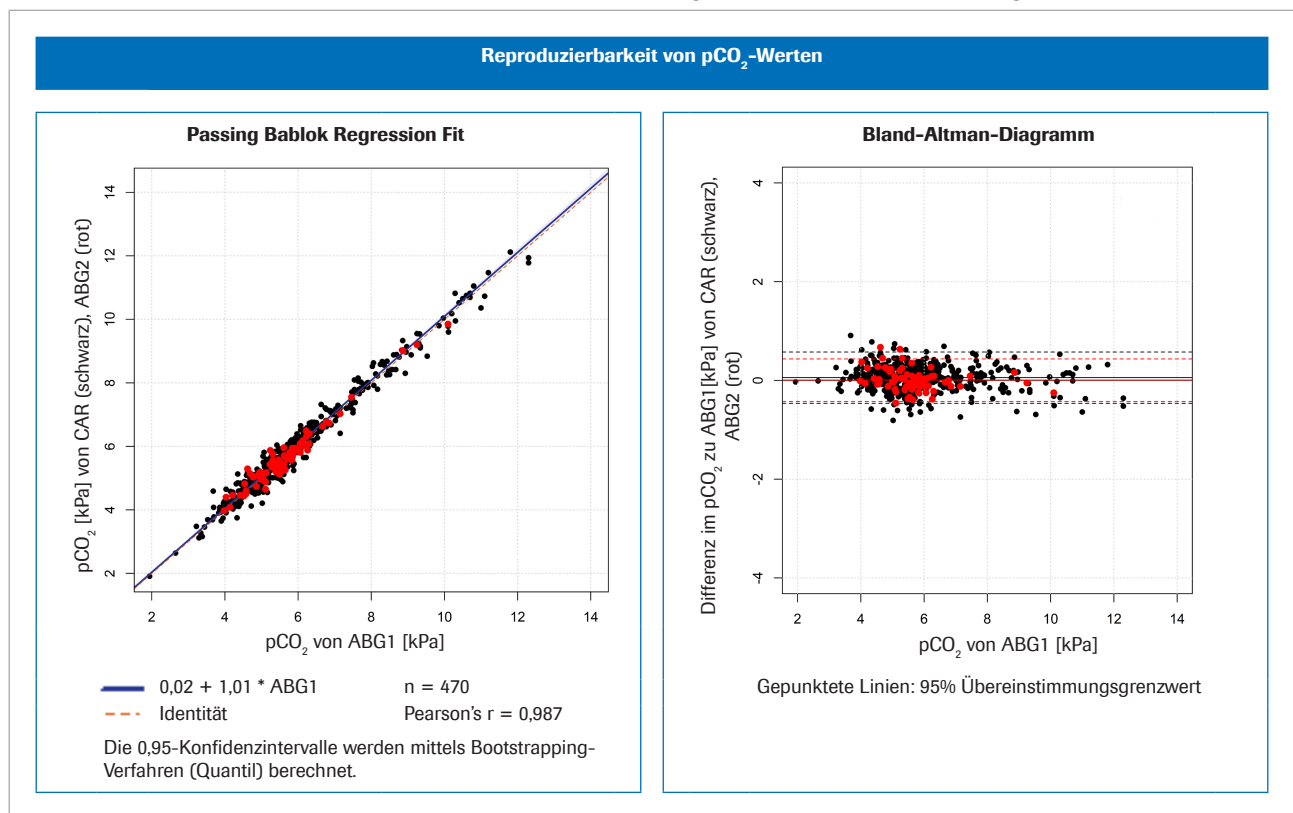 Reproduzierbarkeit von pCO₂-Werten
Passing Bablok Regression Fit
pCO₂ [kPa] von CAR (schwarz), ABG2 (rot)
14
12
10
8
6
4
2
2 4 6 8 10 12 14
pCO₂ von ABG1 [kPa]
0,02 + 1,01 * ABG1 n = 470
Identität Pearson's r = 0,987
Die 0,95-Konfidenzintervalle werden mittels Bootstrapping-
Verfahren (Quantil) berechnet.
Bland-Altman-Diagramm
Differenz im pCO₂ zu ABG1[kPa] von CAR (schwarz),
ABG2 (rot)
4
2
0
-2
-4
2 4 6 8 10 12 14
pCO₂ von ABG1 [kPa]
Gepunktete Linien: 95% Übereinstimmungsgrenzwert